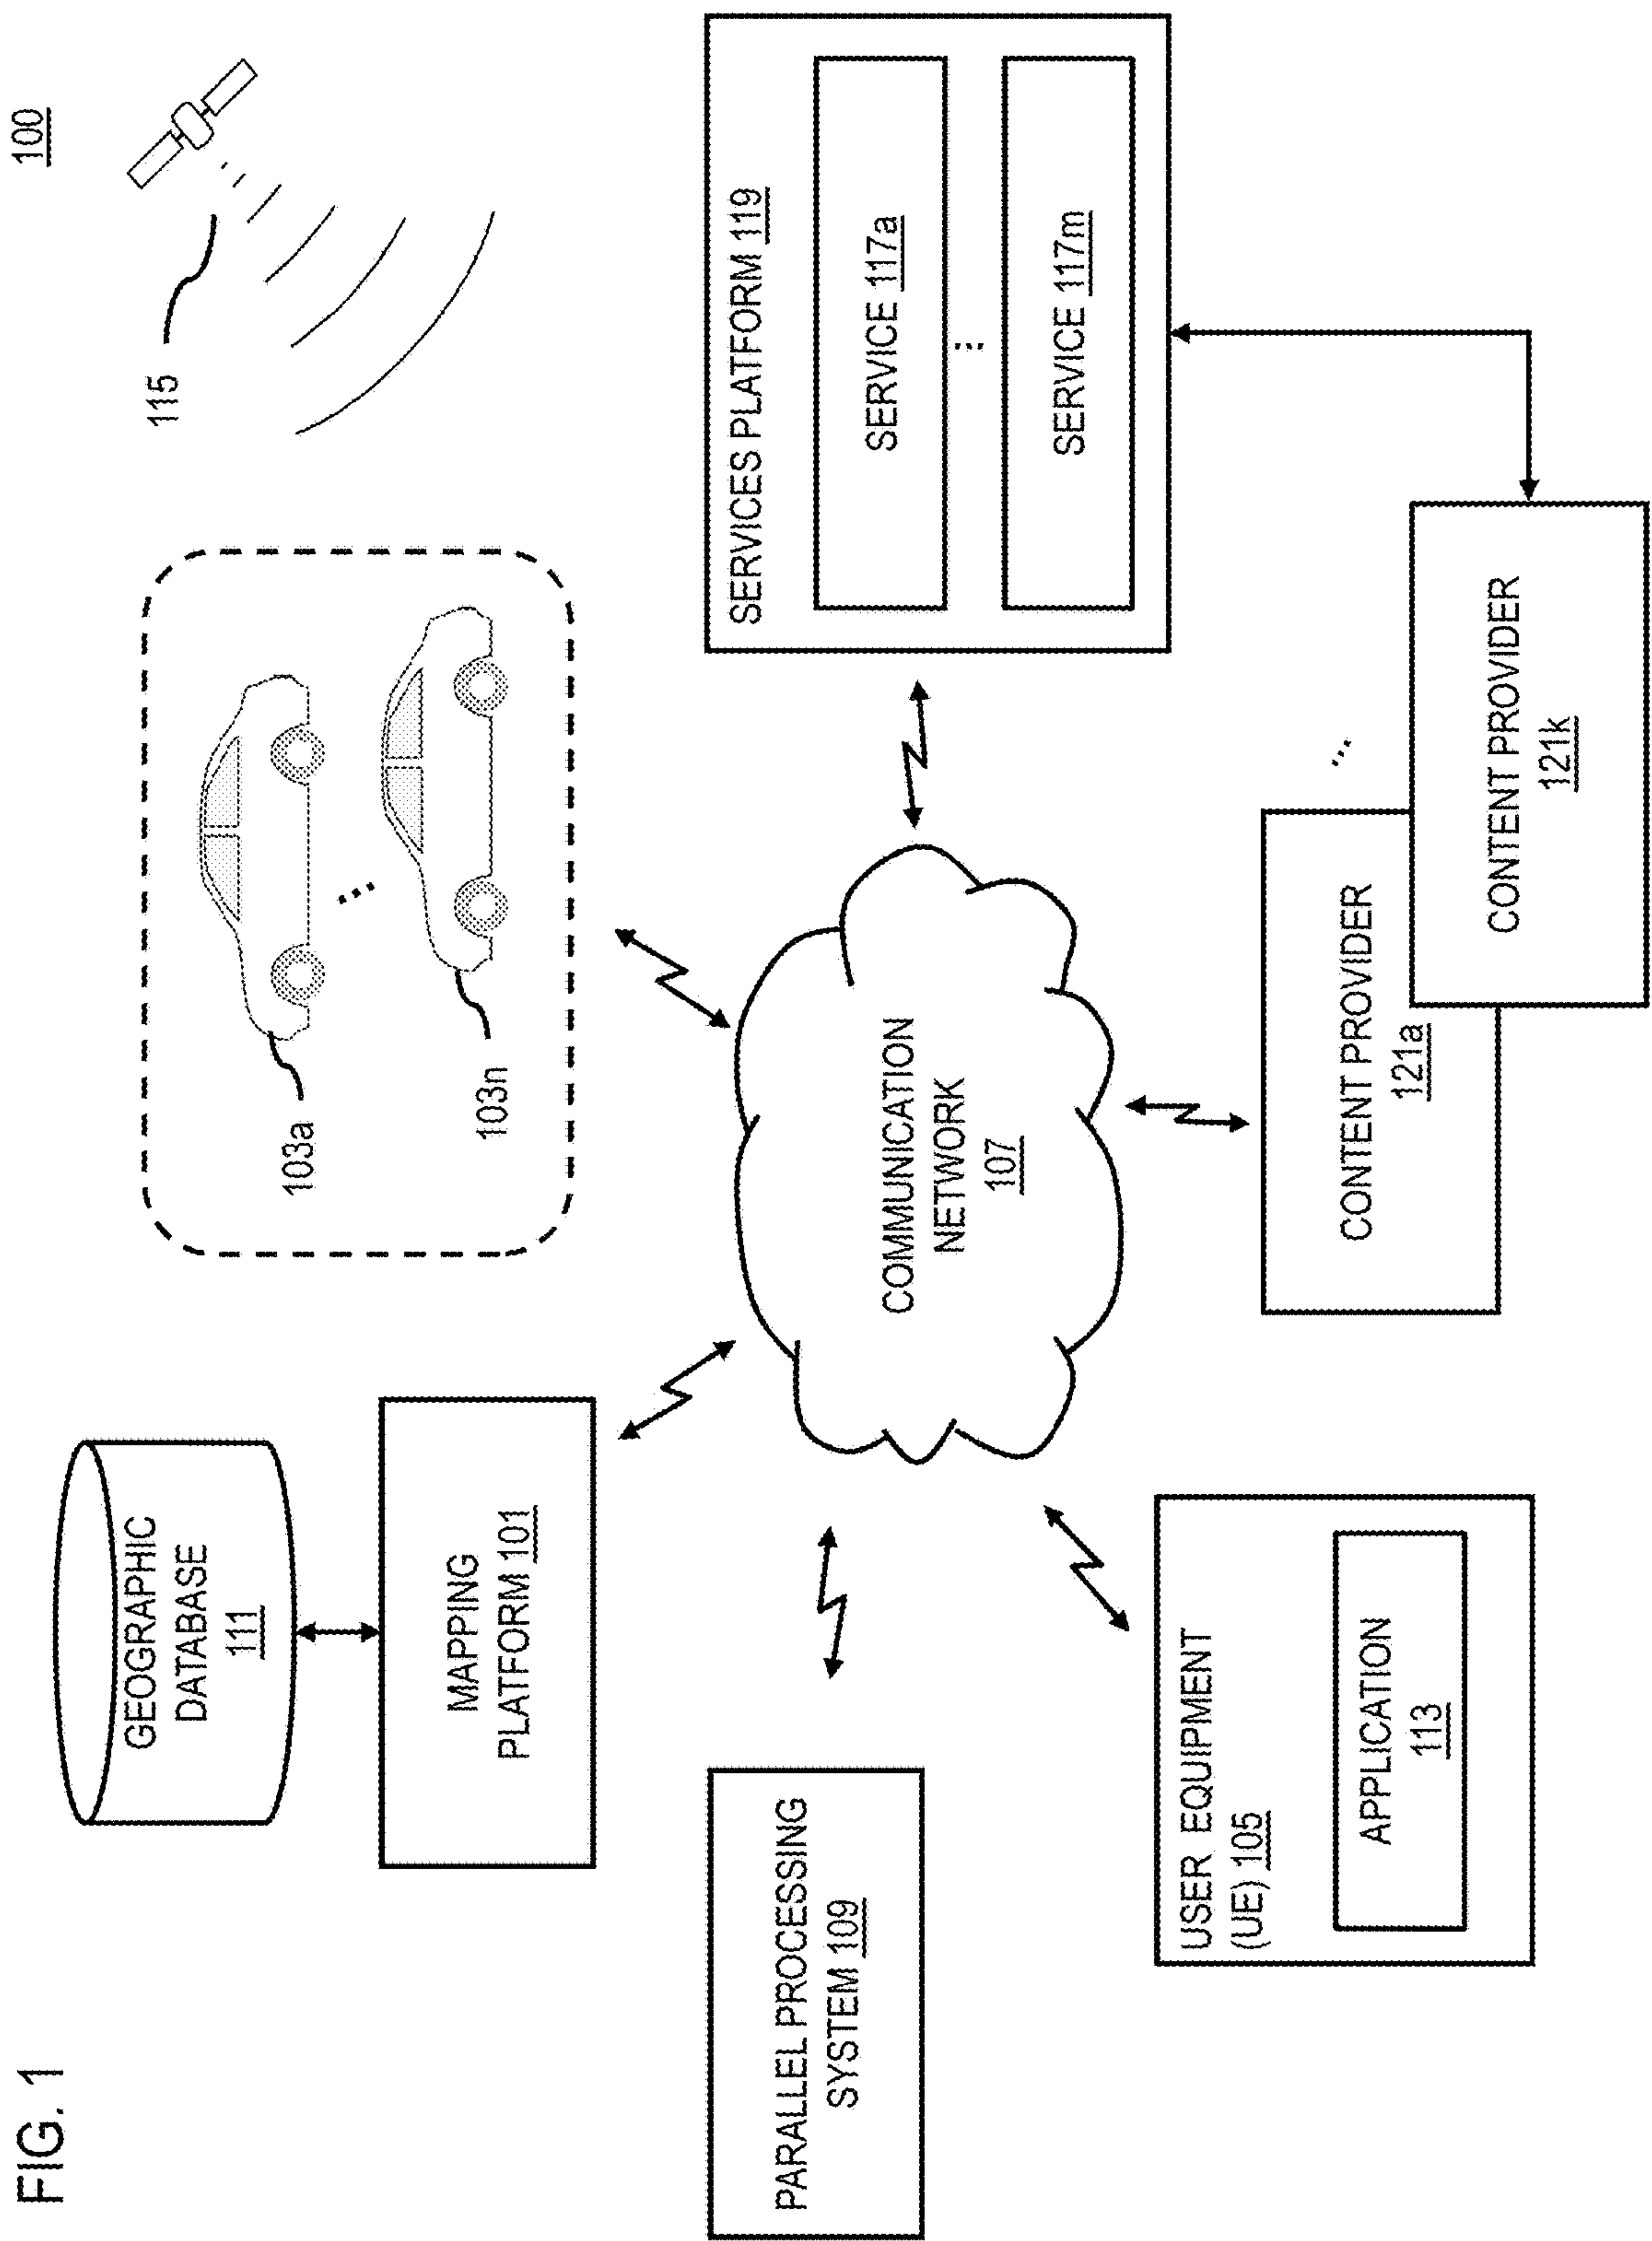 FIG. 1
100
GEOGRAPHIC
DATABASE
111
MAPPING
PLATFORM 101
103a
...
103n
115
PARALLEL PROCESSING
SYSTEM 109
COMMUNICATION
NETWORK
107
SERVICES PLATFORM 119
SERVICE 117a
...
SERVICE 117m
USER EQUIPMENT
(UE) 105
APPLICATION
113
CONTENT PROVIDER
121a
...
CONTENT PROVIDER
121k